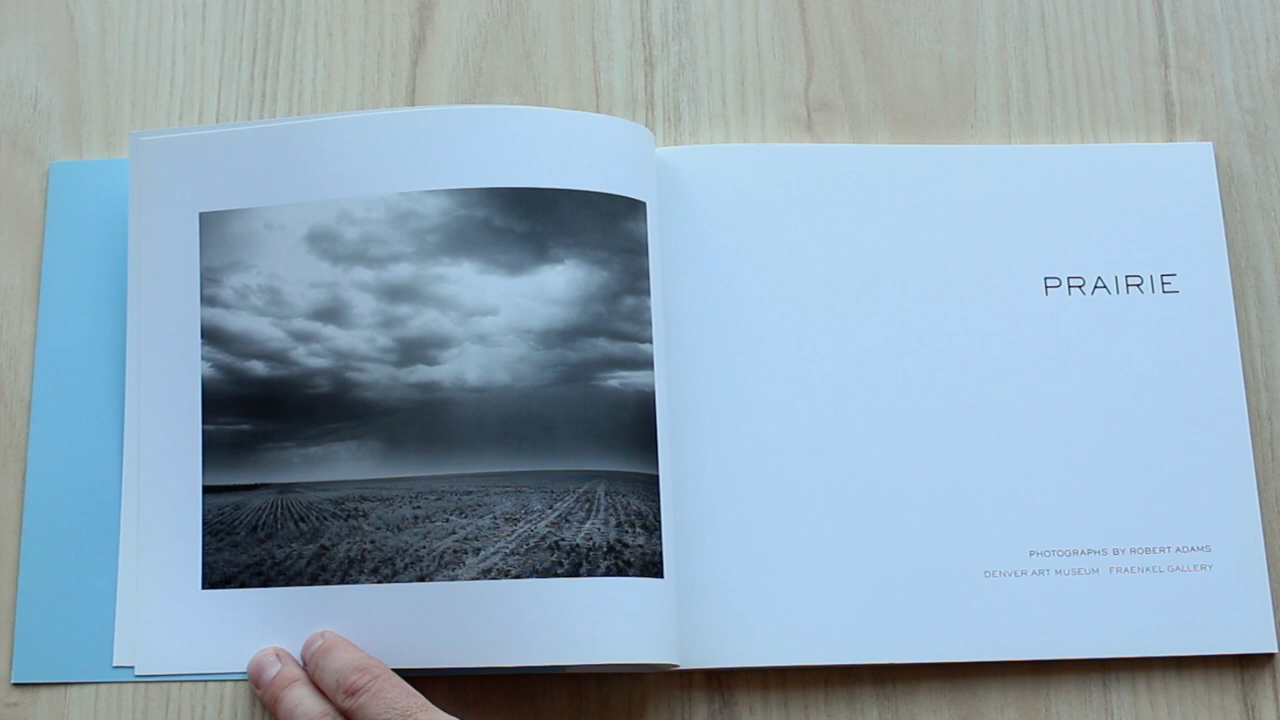 PRAIRIE
PHOTOGRAPHS BY ROBERT ADAMS
DENVER ART MUSEUM FRAENKEL GALLERY